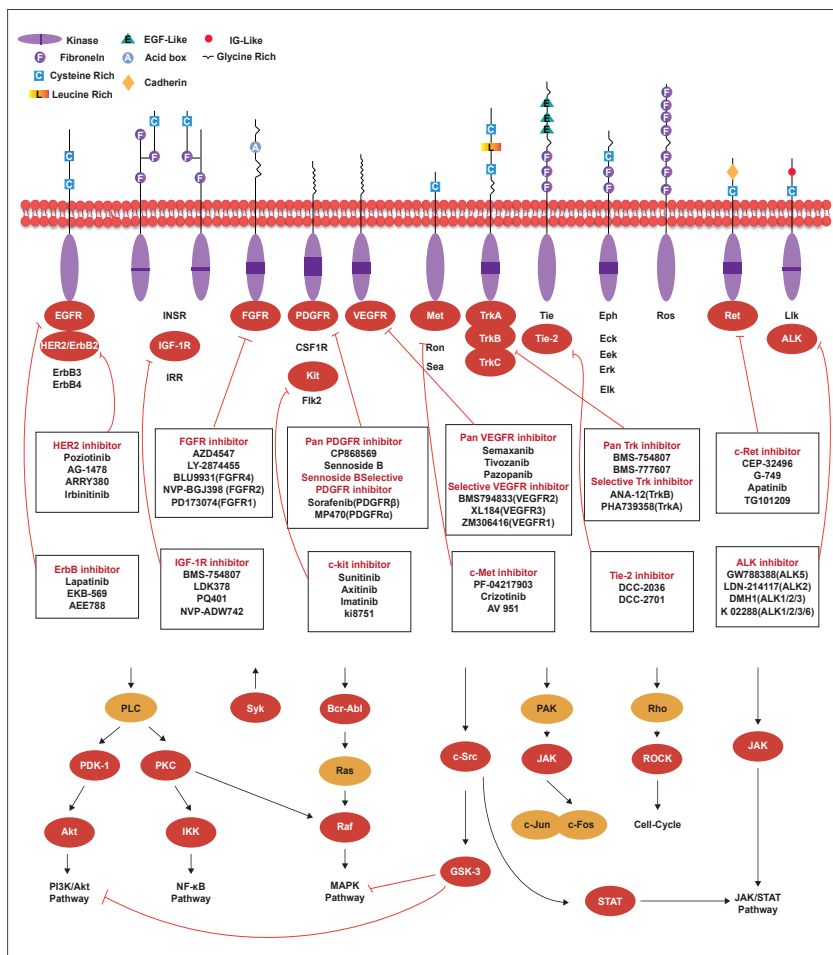 Kinase
EGF-Like
IG-Like
Fibroneln
Acid box
Glycine Rich
Cysteine Rich
Cadherin
Leucine Rich
E
F
A
C
L
C
C
F
F
C
C
F
F
A
C
C
L
C
E
E
E
F
F
F
C
F
F
F
F
F
F
F
F
F
C
C
EGFR
HER2/ErbB2
ErbB3
ErbB4
INSR
IGF-1R
IRR
FGFR
PDGFR
CSF1R
Kit
Flk2
VEGFR
Met
Ron
Sea
TrkA
TrkB
TrkC
Tie
Tie-2
Eph
Eck
Eek
Erk
Elk
Ros
Ret
Llk
ALK
HER2 inhibitor
Poziotinib
AG-1478
ARRY380
Irbinitinib
FGFR inhibitor
AZD4547
LY-2874455
BLU9931(FGFR4)
NVP-BGJ398 (FGFR2)
PD173074(FGFR1)
Pan PDGFR inhibitor
CP868569
Sennoside B
Sennoside BSelective
PDGFR inhibitor
Sorafenib(PDGFRβ)
MP470(PDGFRα)
Pan VEGFR inhibitor
Semaxanib
Tivozanib
Pazopanib
Selective VEGFR inhibitor
BMS794833(VEGFR2)
XL184(VEGFR3)
ZM306416(VEGFR1)
Pan Trk inhibitor
BMS-754807
BMS-777607
Selective Trk inhibitor
ANA-12(TrkB)
PHA739358(TrkA)
c-Ret inhibitor
CEP-32496
G-749
Apatinib
TG101209
ErbB inhibitor
Lapatinib
EKB-569
AEE788
IGF-1R inhibitor
BMS-754807
LDK378
PQ401
NVP-ADW742
c-kit inhibitor
Sunitinib
Axitinib
Imatinib
ki8751
c-Met inhibitor
PF-04217903
Crizotinib
AV 951
Tie-2 inhibitor
DCC-2036
DCC-2701
ALK inhibitor
GW788388(ALK5)
LDN-214117(ALK2)
DMH1(ALK1/2/3)
K 02288(ALK1/2/3/6)
PLC
Syk
Bcr-Abl
PAK
Rho
PDK-1
PKC
Ras
c-Src
JAK
ROCK
JAK
Akt
IKK
Raf
c-Jun
c-Fos
Cell-Cycle
GSK-3
PI3K/Akt
Pathway
NF-κB
Pathway
MAPK
Pathway
STAT
JAK/STAT
Pathway